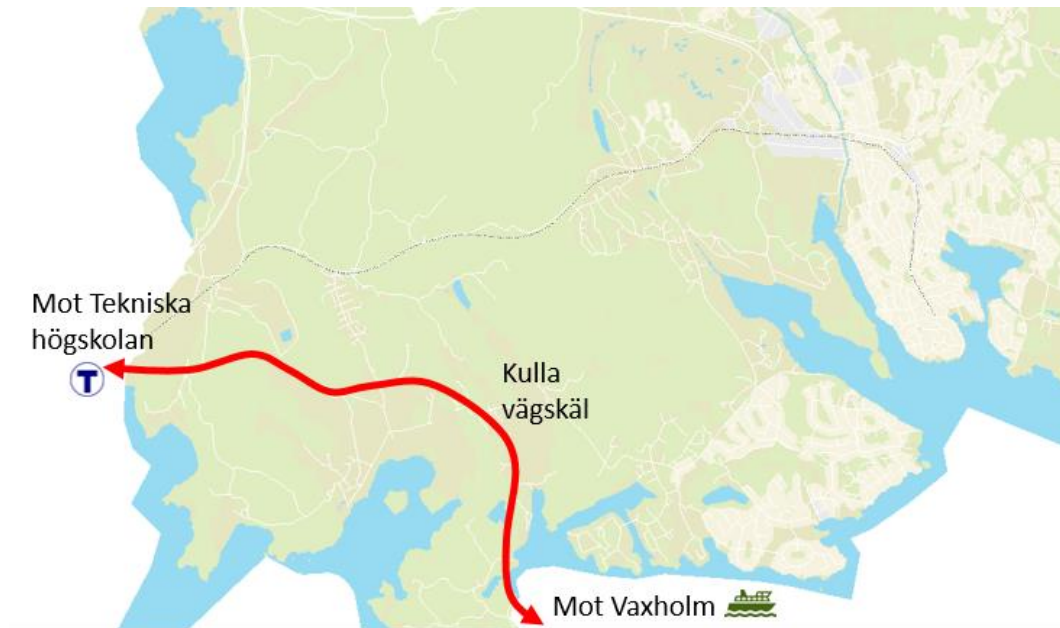 Mot Tekniska
högskolan
T
Kulla
vägskäl
Mot Vaxholm